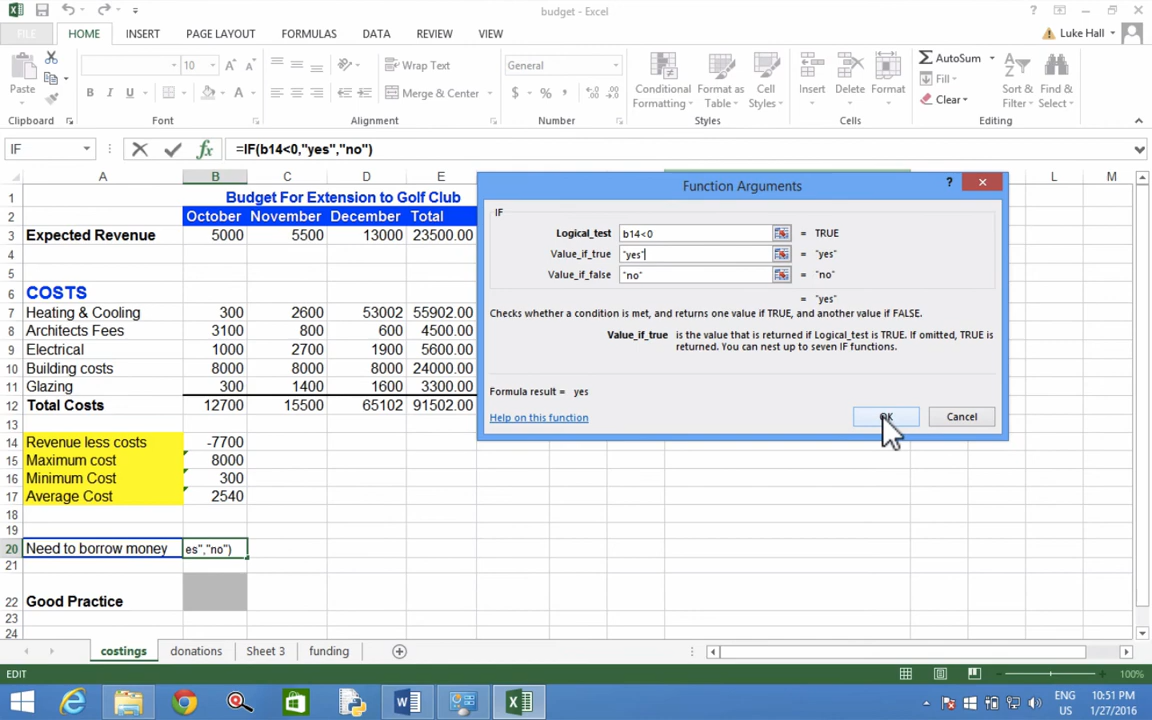 budget - Excel
FILE HOME INSERT PAGE LAYOUT FORMULAS DATA REVIEW VIEW Luke Hall
Paste 10 A A Wrap Text General Conditional Formatting Format as Table Cell Styles Insert Delete Format AutoSum Fill Clear Sort & Filter Find & Select
B I U Merge & Center $ % ,
Clipboard Font Alignment Number Styles Cells Editing
IF =IF(b14<0,"yes","no")
A B C D E L M
1 Budget For Extension to Golf Club
2 October November December Total
3 Expected Revenue 5000 5500 13000 23500.00
4
5
6 COSTS
7 Heating & Cooling 300 2600 53002 55902.00
8 Architects Fees 3100 800 600 4500.00
9 Electrical 1000 2700 1900 5600.00
10 Building costs 8000 8000 8000 24000.00
11 Glazing 300 1400 1600 3300.00
12 Total Costs 12700 15500 65102 91502.00
13
14 Revenue less costs -7700
15 Maximum cost 8000
16 Minimum Cost 300
17 Average Cost 2540
18
19
20 Need to borrow money es","no")
21
22 Good Practice
23
24
Function Arguments ?
IF
Logical_test b14<0 = TRUE
Value_if_true "yes" = "yes"
Value_if_false "no" = "no"
= "yes"
Checks whether a condition is met, and returns one value if TRUE, and another value if FALSE.
Value_if_true is the value that is returned if Logical_test is TRUE. If omitted, TRUE is
returned. You can nest up to seven IF functions.
Formula result = yes
Help on this function OK Cancel
costings donations Sheet 3 funding
EDIT 100%
ENG 10:51 PM
US 1/27/2016